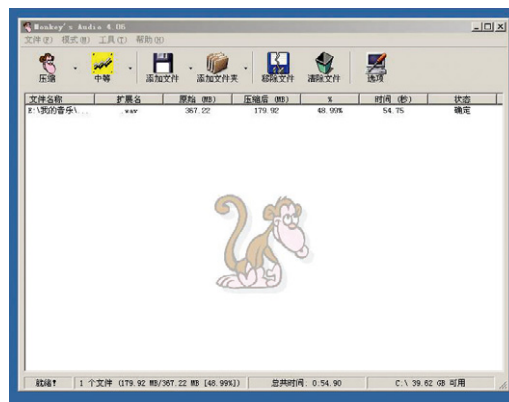 Monkey's Audio 4.06
文件(F) 模式(M) 工具(T) 帮助(H)
压缩 中等 添加文件 添加文件夹 移除文件 清除文件 选项
文件名称 扩展名 原始 (MB) 压缩后 (MB) % 时间 (秒) 状态
E:\我的音乐\... .wav 367.22 179.92 48.99% 54.75 确定
就绪! 1 个文件 (179.92 MB/367.22 MB [48.99%]) 总共时间: 0:54.90 C:\ 39.62 GB 可用